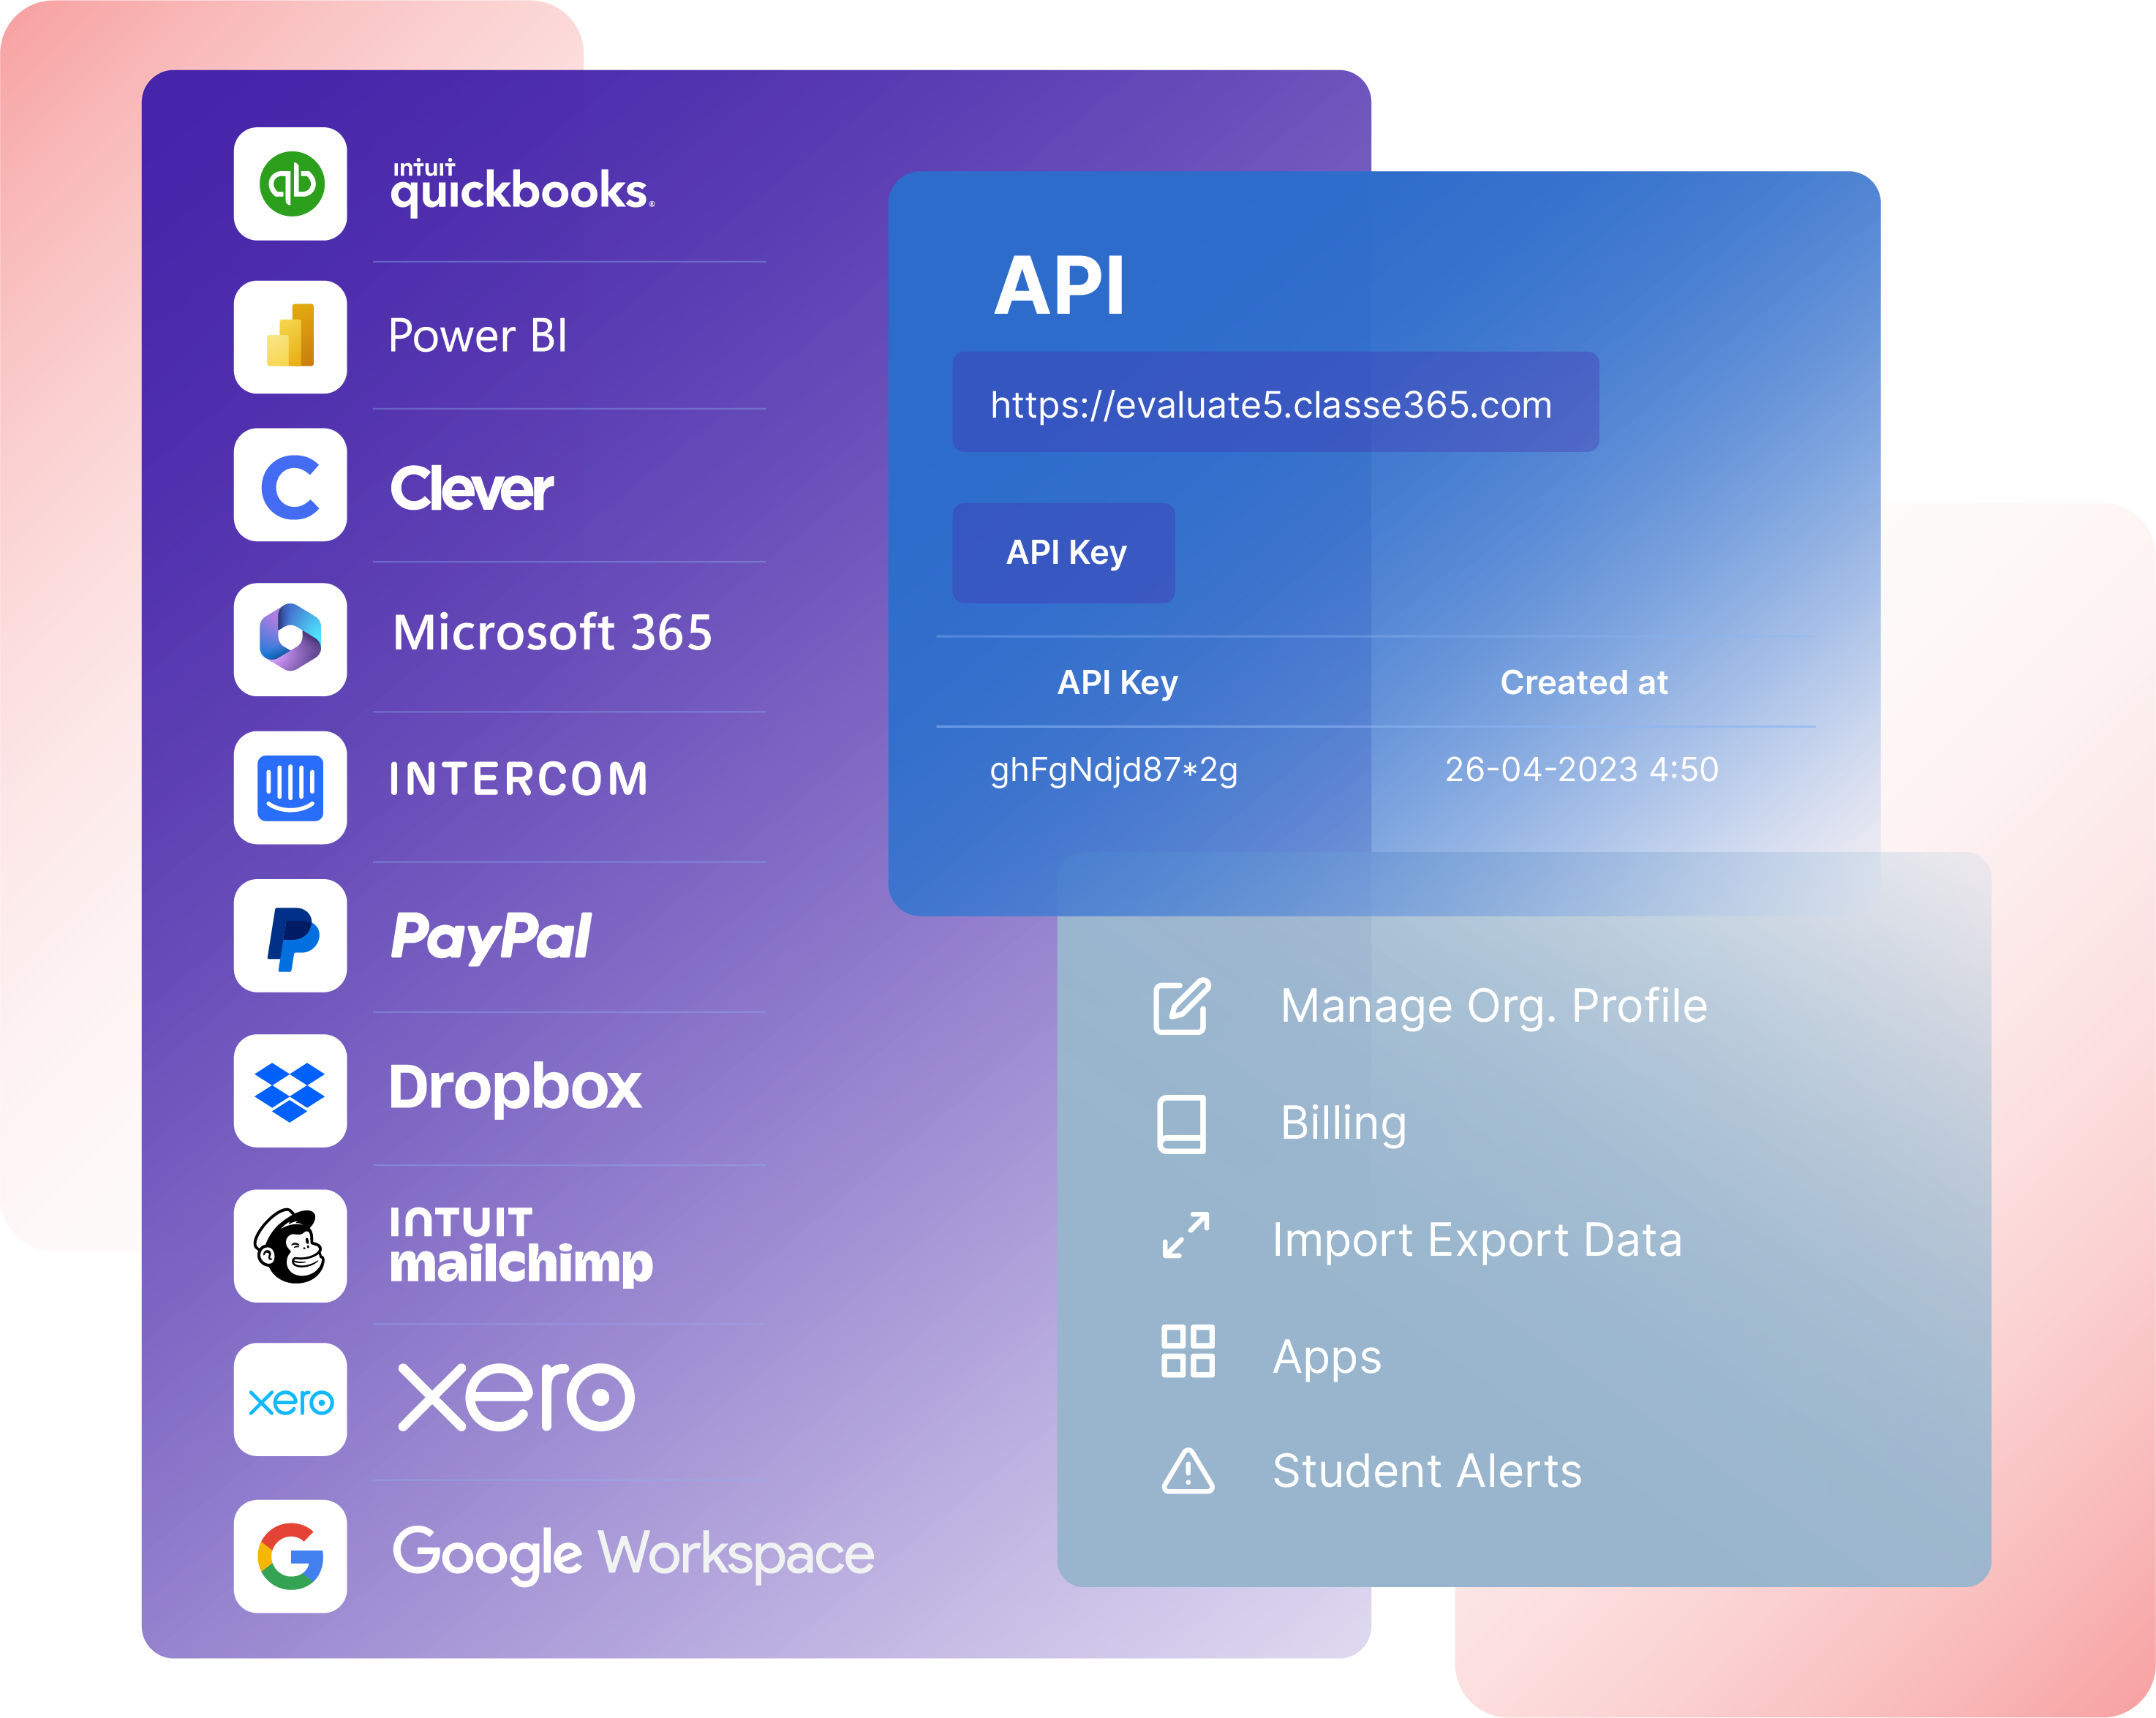 intuit
quickbooks®
Power BI
Clever
Microsoft 365
INTERCOM
PayPal
Dropbox
INTUIT
mailchimp
xero
xero
Google Workspace
API
https://evaluate5.classe365.com
API Key
API Key Created at
ghFgNdjd87*2g 26-04-2023 4:50
Manage Org. Profile
Billing
Import Export Data
Apps
Student Alerts